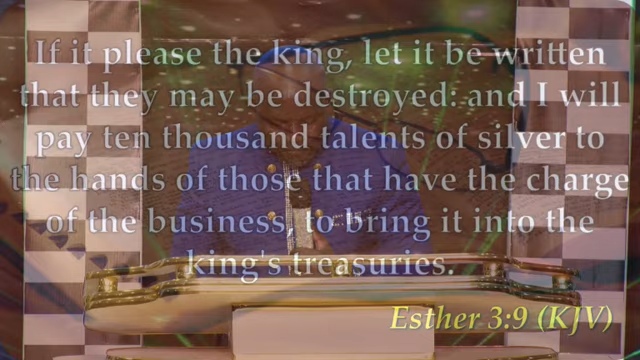 If it please the king, let it be written
that they may be destroyed: and I will
pay ten thousand talents of silver to
the hands of those that have the charge
of the business, to bring it into the
king's treasuries.
Esther 3:9 (KJV)